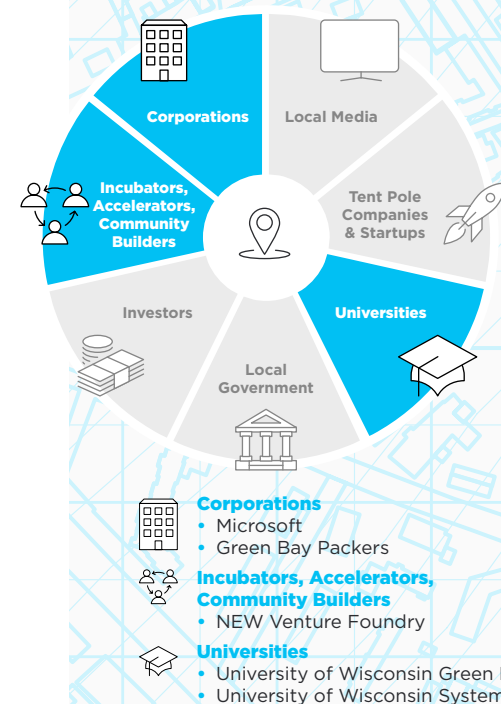 Corporations
Local Media
Incubators,
Accelerators,
Community
Builders
Tent Pole
Companies
& Startups
Investors
Universities
Local
Government
Corporations
• Microsoft
• Green Bay Packers
Incubators, Accelerators,
Community Builders
• NEW Venture Foundry
Universities
• University of Wisconsin Green
• University of Wisconsin System